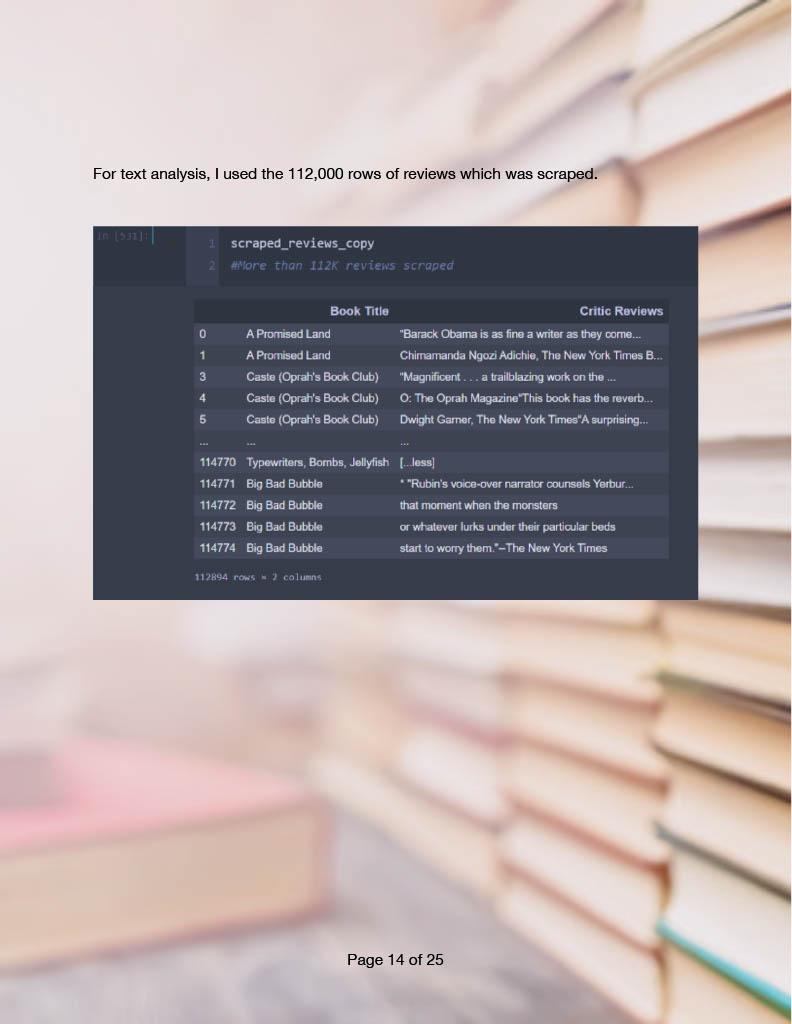 For text analysis, I used the 112,000 rows of reviews which was scraped.
In [531]:
1 scraped_reviews_copy
2 #More than 112K reviews scraped
Book Title Critic Reviews
0 A Promised Land “Barack Obama is as fine a writer as they come...
1 A Promised Land Chimamanda Ngozi Adichie, The New York Times B...
3 Caste (Oprah's Book Club) “Magnificent . . . a trailblazing work on the ...
4 Caste (Oprah's Book Club) O: The Oprah Magazine“This book has the reverb...
5 Caste (Oprah's Book Club) Dwight Garner, The New York Times“A surprising...
... ... ...
114770 Typewriters, Bombs, Jellyfish [...less]
114771 Big Bad Bubble * "Rubin's voice-over narrator counsels Yerbur...
114772 Big Bad Bubble that moment when the monsters
114773 Big Bad Bubble or whatever lurks under their particular beds
114774 Big Bad Bubble start to worry them."–The New York Times
112894 rows × 2 columns
Page 14 of 25